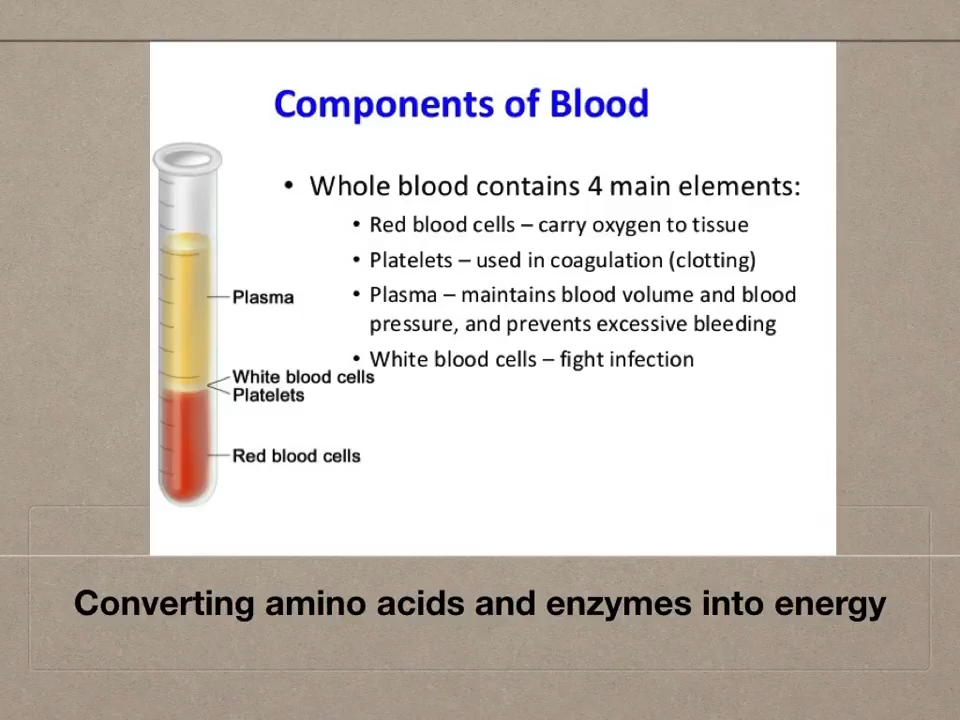 Components of Blood
• Whole blood contains 4 main elements:
• Red blood cells – carry oxygen to tissue
• Platelets – used in coagulation (clotting)
• Plasma – maintains blood volume and blood
pressure, and prevents excessive bleeding
• White blood cells – fight infection
Plasma
White blood cells
Platelets
Red blood cells
Converting amino acids and enzymes into energy